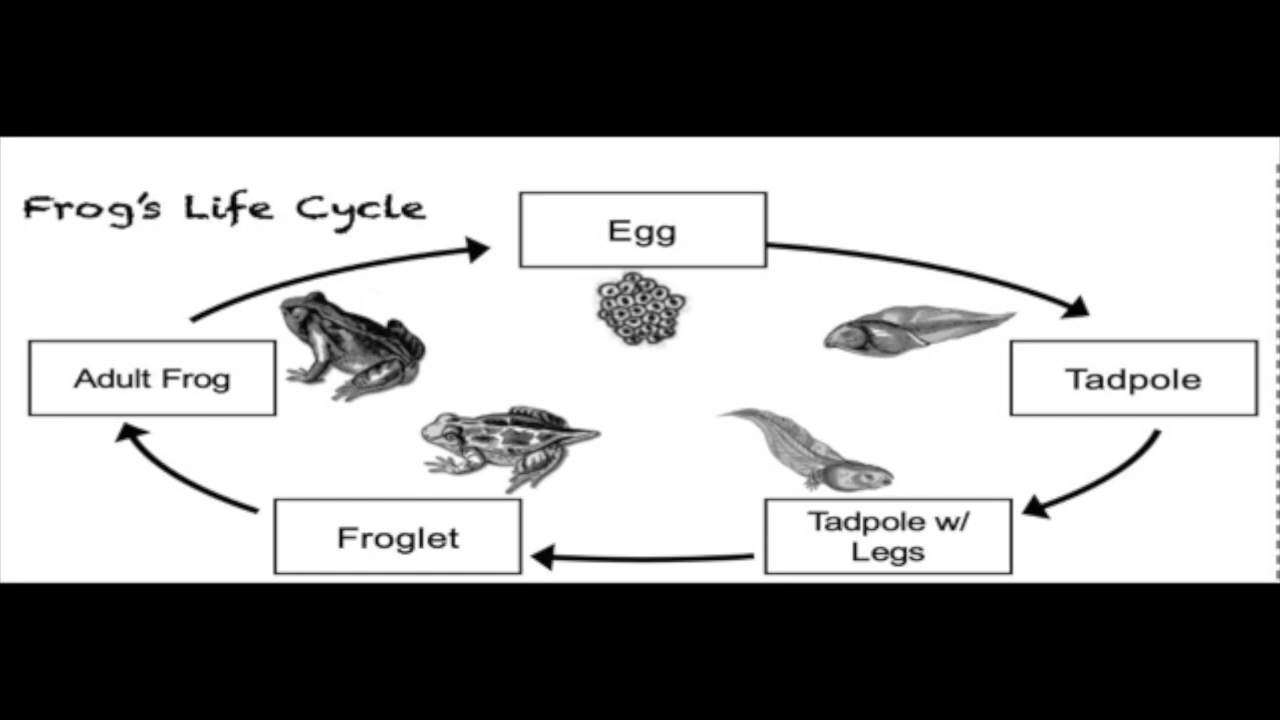 Frog's Life Cycle
Egg
Adult Frog
Tadpole
Froglet
Tadpole w/
Legs